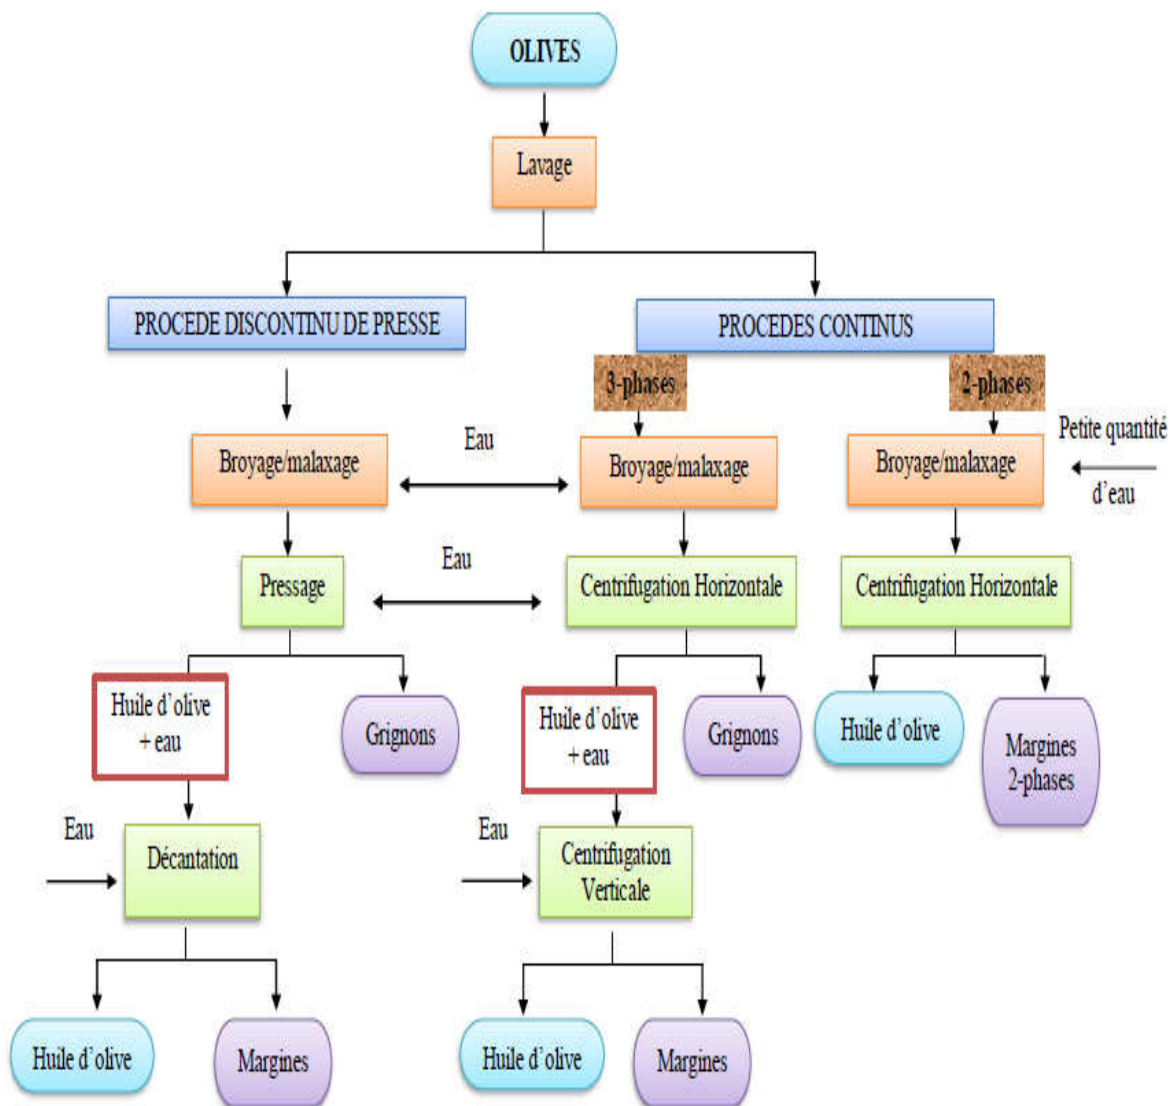 OLIVES
Lavage
PROCEDE DISCONTINU DE PRESSE
PROCEDES CONTINUS
3-phases
2-phases
Broyage/malaxage
Eau
Broyage/malaxage
Broyage/malaxage
Petite quantité
d'eau
Pressage
Eau
Centrifugation Horizontale
Centrifugation Horizontale
Huile d'olive
+ eau
Grignons
Huile d'olive
+ eau
Grignons
Huile d'olive
Margines
2-phases
Eau
Décantation
Eau
Centrifugation
Verticale
Huile d'olive
Margines
Huile d'olive
Margines